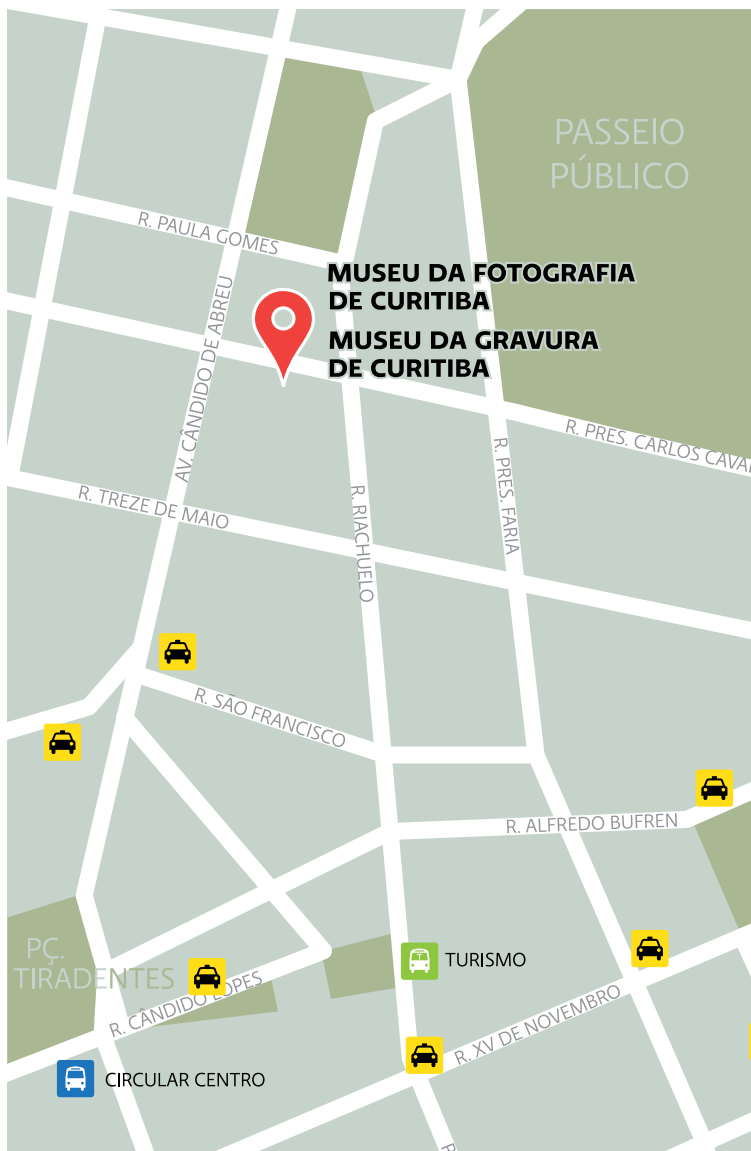 PASSEIO
PÚBLICO
R. PAULA GOMES
MUSEU DA FOTOGRAFIA
DE CURITIBA
MUSEU DA GRAVURA
DE CURITIBA
AV. CÂNDIDO DE ABREU
R. PRES. CARLOS CAVAL
R. TREZE DE MAIO
R. RIACHUELO
R. PRES. FARIA
R. SÃO FRANCISCO
R. ALFREDO BUFREN
PÇ.
TIRADENTES
TURISMO
R. CÂNDIDO LOPES
R. XV DE NOVEMBRO
CIRCULAR CENTRO